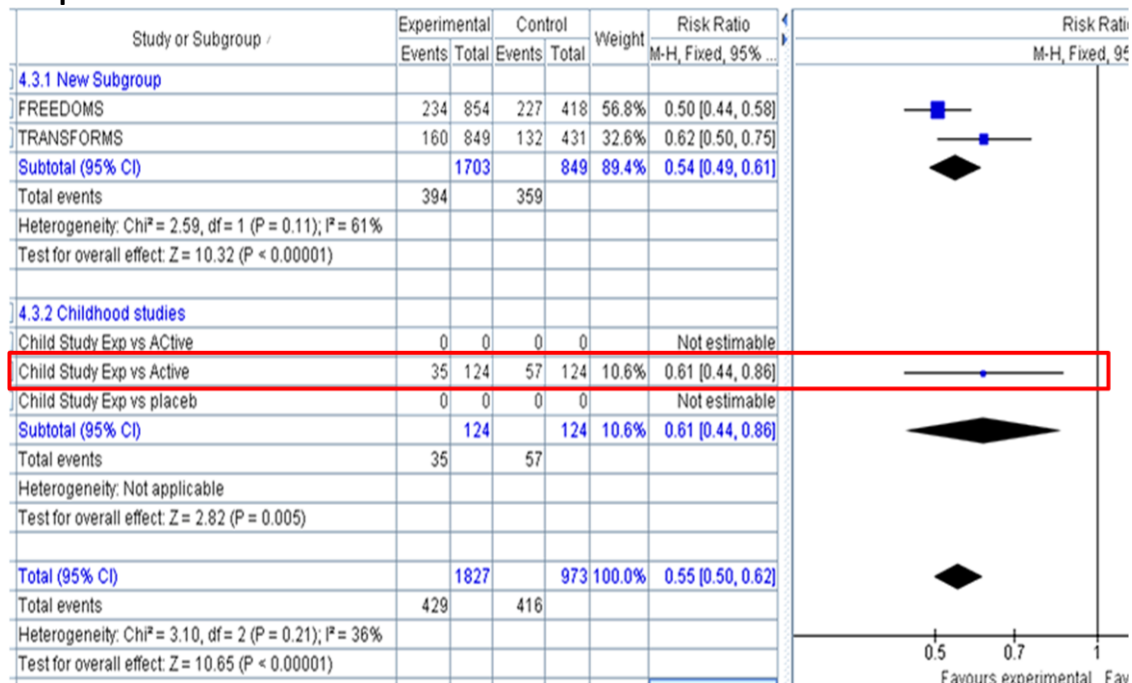 Study or Subgroup Experimental Control Weight Risk Ratio Risk Rati
Events Total Events Total M-H, Fixed, 95% ... M-H, Fixed, 95
4.3.1 New Subgroup
FREEDOMS 234 854 227 418 56.8% 0.50 [0.44, 0.58]
TRANSFORMS 160 849 132 431 32.6% 0.62 [0.50, 0.75]
Subtotal (95% CI) 1703 849 89.4% 0.54 [0.49, 0.61]
Total events 394 359
Heterogeneity: Chi² = 2.59, df = 1 (P = 0.11); I² = 61%
Test for overall effect: Z = 10.32 (P < 0.00001)
4.3.2 Childhood studies
Child Study Exp vs ACtive 0 0 0 0 Not estimable
Child Study Exp vs Active 35 124 57 124 10.6% 0.61 [0.44, 0.86]
Child Study Exp vs placeb 0 0 0 0 Not estimable
Subtotal (95% CI) 124 124 10.6% 0.61 [0.44, 0.86]
Total events 35 57
Heterogeneity: Not applicable
Test for overall effect: Z = 2.82 (P = 0.005)
Total (95% CI) 1827 973 100.0% 0.55 [0.50, 0.62]
Total events 429 416
Heterogeneity: Chi² = 3.10, df = 2 (P = 0.21); I² = 36%
Test for overall effect: Z = 10.65 (P < 0.00001)
0.5 0.7 1
Favours experimental Fav